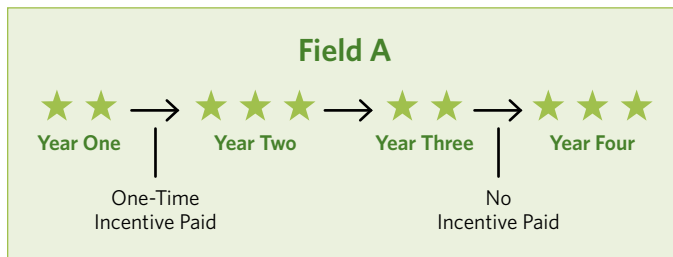 Field A
Year One
Year Two
Year Three
Year Four
One-Time
Incentive Paid
No
Incentive Paid